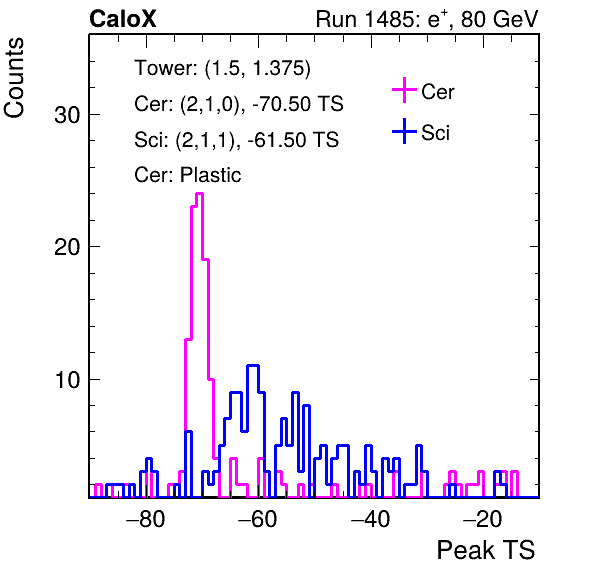 CaloX Run 1485: e⁺, 80 GeV
Counts
Tower: (1.5, 1.375)
Cer: (2,1,0), -70.50 TS
Sci: (2,1,1), -61.50 TS
Cer: Plastic
Cer
Sci
30
20
10
−80 −60 −40 −20
Peak TS